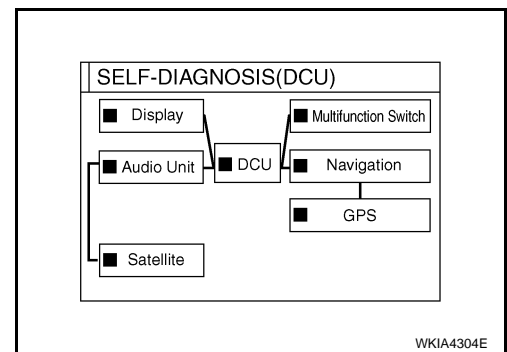 SELF-DIAGNOSIS(DCU)
Display
Multifunction Switch
Audio Unit
DCU
Navigation
GPS
Satellite
WKIA4304E